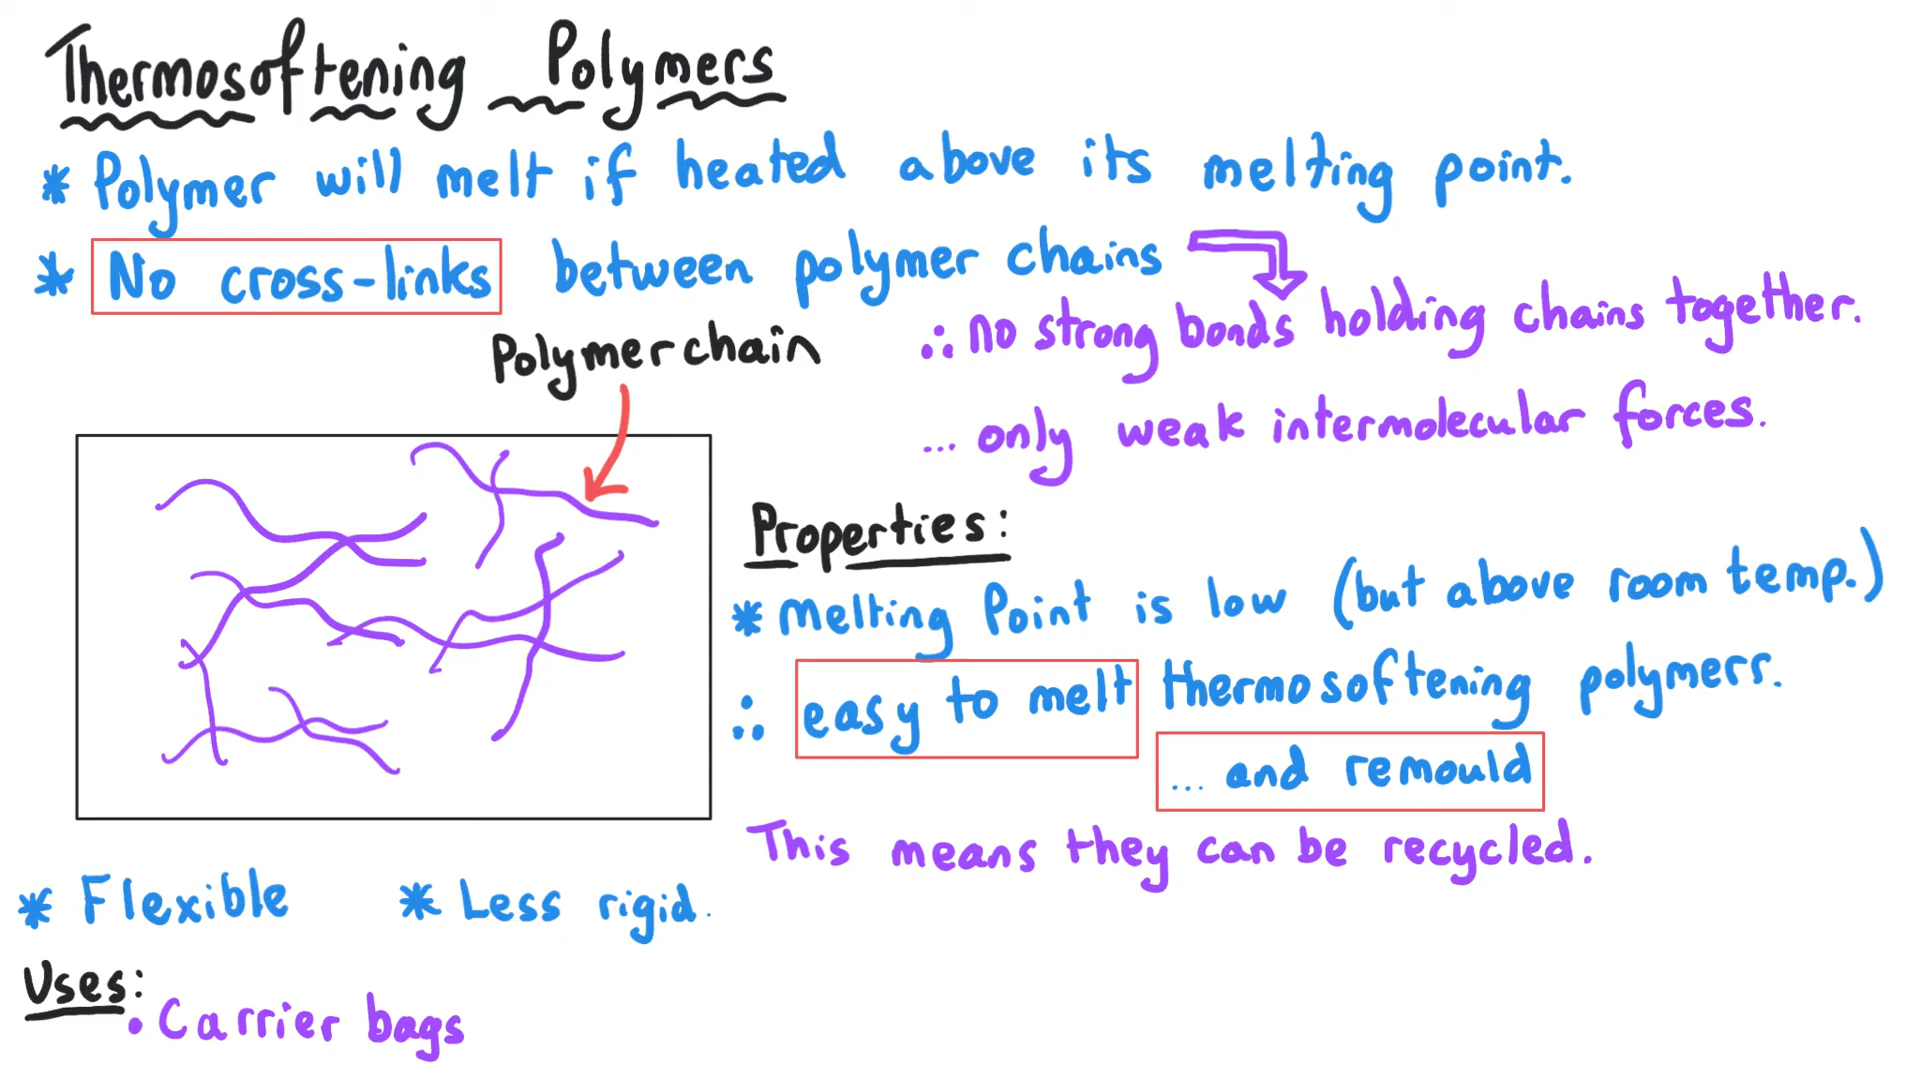 Thermosoftening Polymers
* Polymer will melt if heated above its melting point.
* No cross-links between polymer chains
∴ no strong bonds holding chains together.
... only weak intermolecular forces.
Polymer chain
Properties:
* Melting Point is low (but above room temp.)
∴ easy to melt thermosoftening polymers.
... and remould
This means they can be recycled.
* Flexible * Less rigid.
Uses:
• Carrier bags